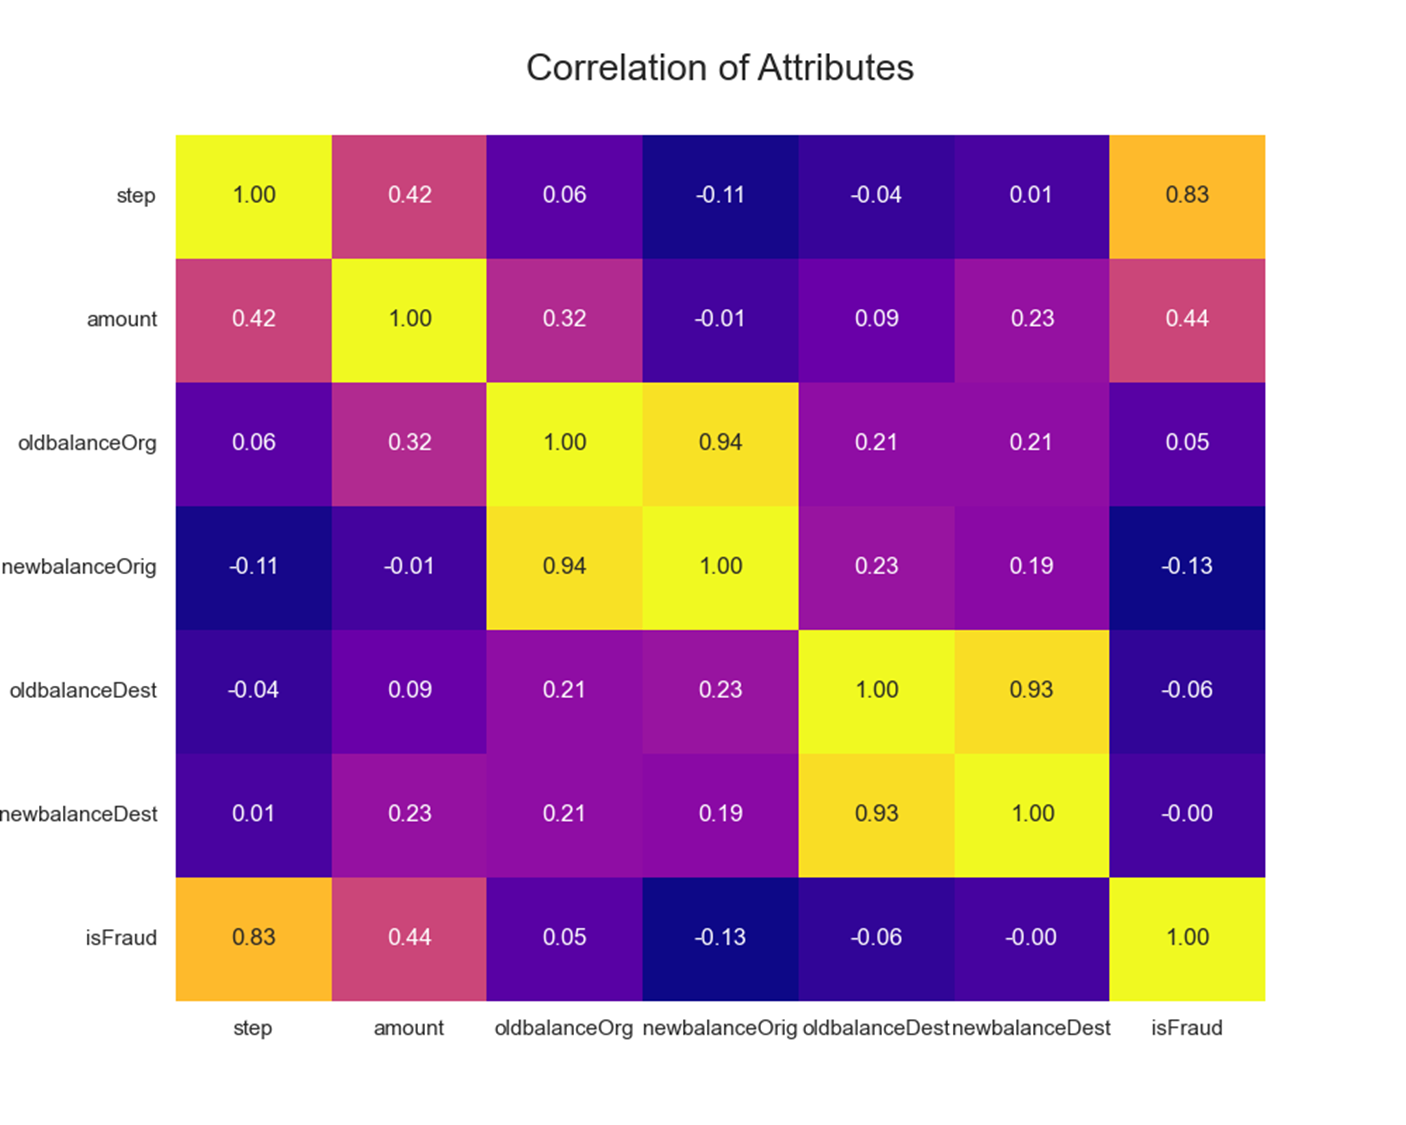 Correlation of Attributes
step 1.00 0.42 0.06 -0.11 -0.04 0.01 0.83
amount 0.42 1.00 0.32 -0.01 0.09 0.23 0.44
oldbalanceOrg 0.06 0.32 1.00 0.94 0.21 0.21 0.05
newbalanceOrig -0.11 -0.01 0.94 1.00 0.23 0.19 -0.13
oldbalanceDest -0.04 0.09 0.21 0.23 1.00 0.93 -0.06
newbalanceDest 0.01 0.23 0.21 0.19 0.93 1.00 -0.00
isFraud 0.83 0.44 0.05 -0.13 -0.06 -0.00 1.00
step amount oldbalanceOrg newbalanceOrig oldbalanceDest newbalanceDest isFraud